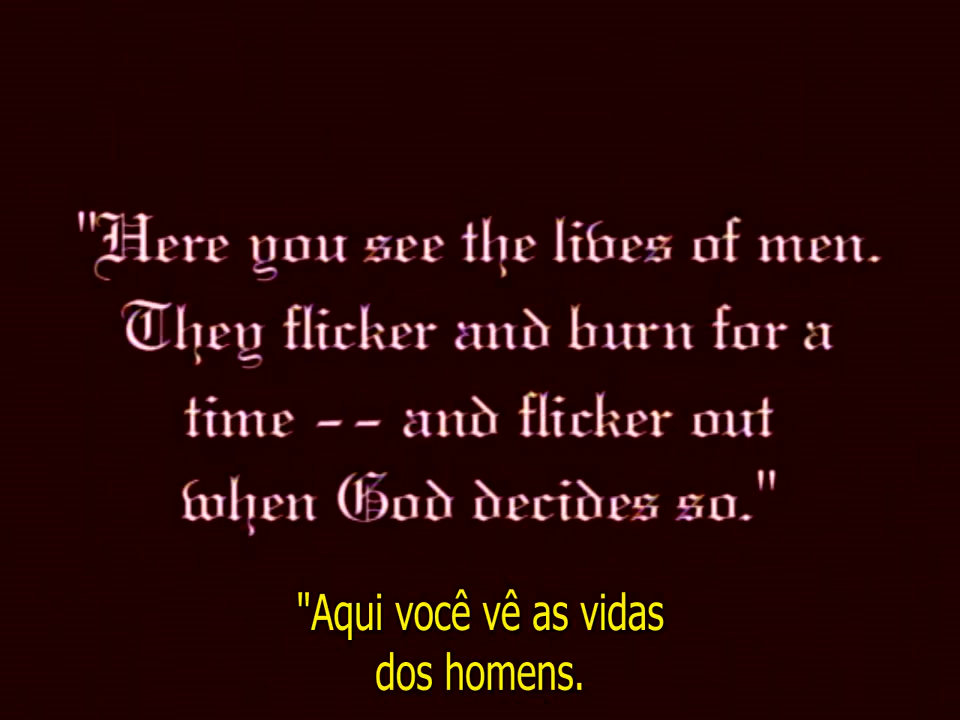 "Here you see the lives of men.
They flicker and burn for a
time -- and flicker out
when God decides so."
"Aqui você vê as vidas
dos homens.